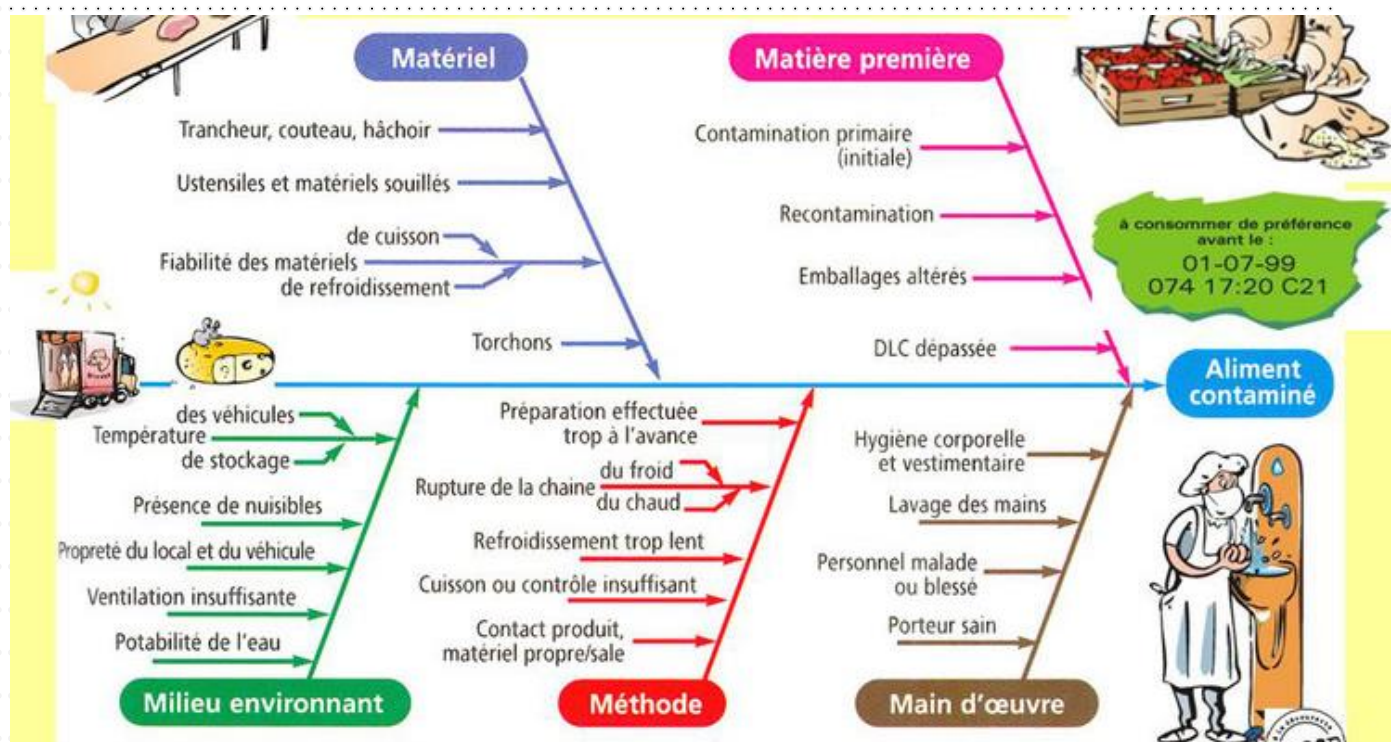 Matériel
Matière première
Trancheur, couteau, hâchoir
Ustensiles et matériels souillés
de cuisson
Fiabilité des matériels
de refroidissement
Torchons
Contamination primaire
(initiale)
Recontamination
Emballages altérés
DLC dépassée
à consommer de préférence
avant le :
01-07-99
074 17:20 C21
Aliment
contaminé
des véhicules
Température
de stockage
Présence de nuisibles
Propreté du local et du véhicule
Ventilation insuffisante
Potabilité de l'eau
Préparation effectuée
trop à l'avance
du froid
Rupture de la chaine
du chaud
Refroidissement trop lent
Cuisson ou contrôle insuffisant
Contact produit,
matériel propre/sale
Hygiène corporelle
et vestimentaire
Lavage des mains
Personnel malade
ou blessé
Porteur sain
Milieu environnant
Méthode
Main d'œuvre